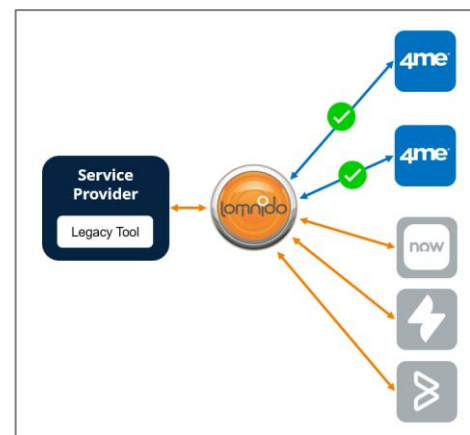 4me
Service
Provider
Legacy Tool
lomnido
4me
now